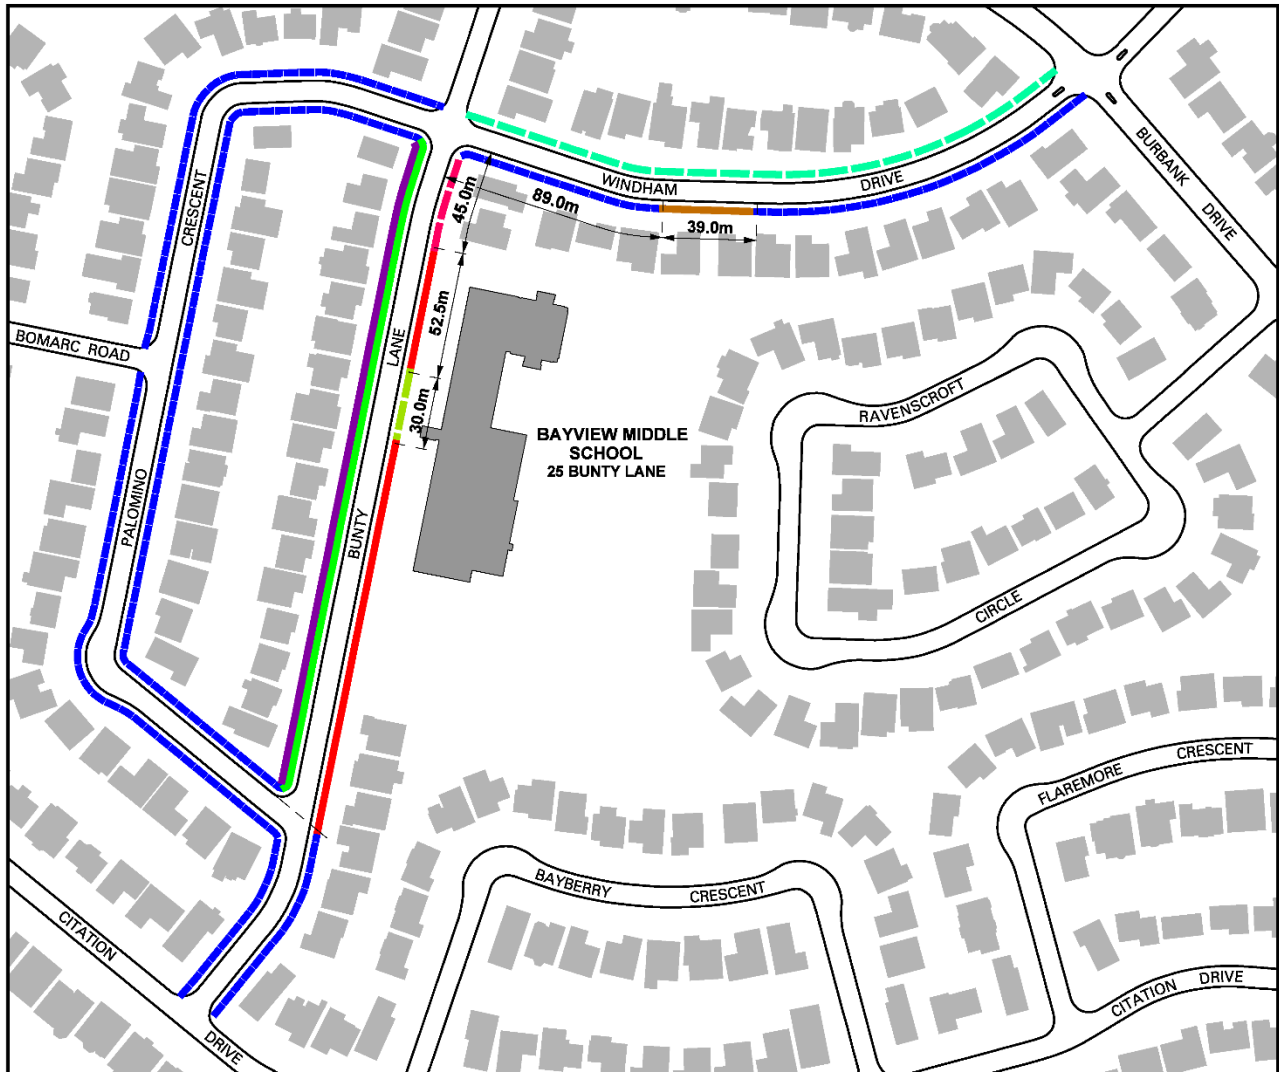 CRESCENT
BOMARC ROAD
PALOMINO
LANE
BUNTY
45.0m
89.0m
52.5m
30.0m
39.0m
WINDHAM
DRIVE
BURBANK
DRIVE
BAYVIEW MIDDLE
SCHOOL
25 BUNTY LANE
RAVENSCROFT
CIRCLE
FLAREMORE
CRESCENT
BAYBERRY
CRESCENT
CITATION
DRIVE
CITATION
DRIVE